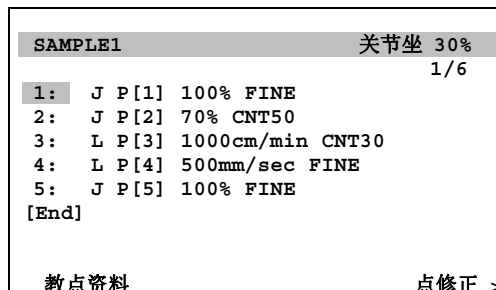 SAMPLE1 关节坐 30%
1/6
1: J P[1] 100% FINE
2: J P[2] 70% CNT50
3: L P[3] 1000cm/min CNT30
4: L P[4] 500mm/sec FINE
5: J P[5] 100% FINE
[End]
教点资料 点修正 >